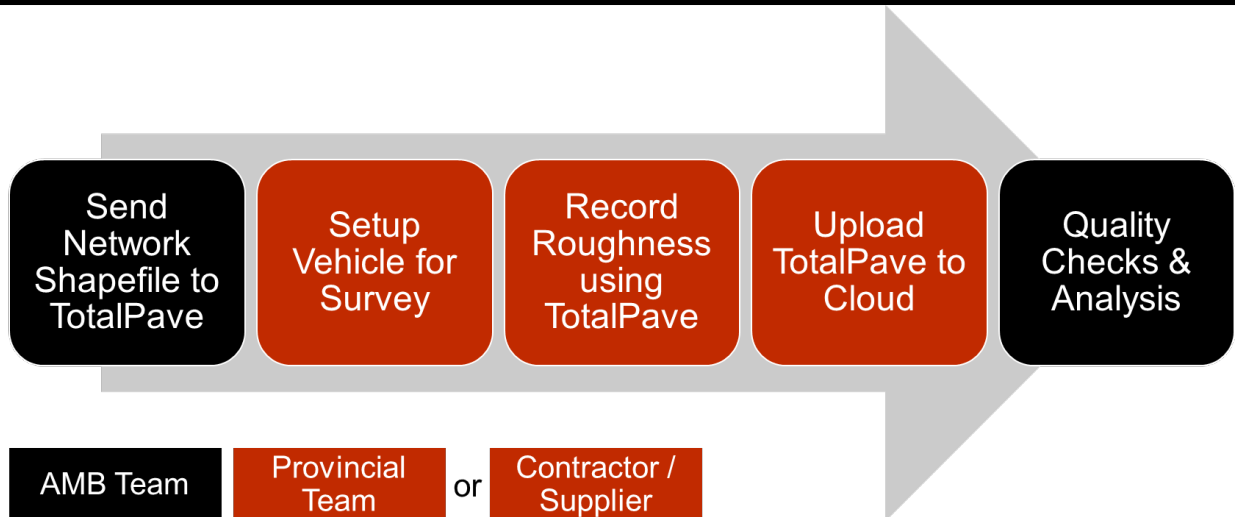 Send
Network
Shapefile to
TotalPave
Setup
Vehicle for
Survey
Record
Roughness
using
TotalPave
Upload
TotalPave to
Cloud
Quality
Checks &
Analysis
AMB Team
Provincial
Team
or
Contractor /
Supplier